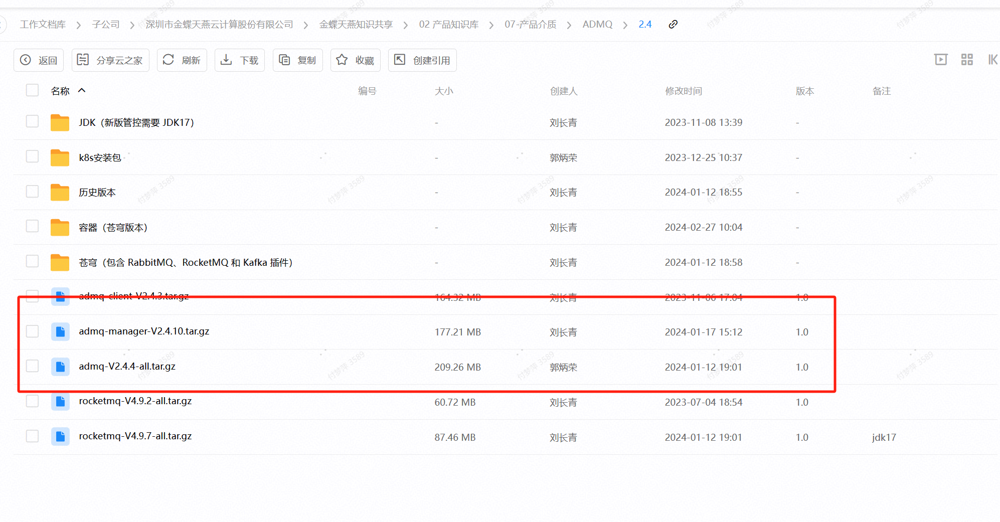 工作文档库 > 子公司 > 深圳市金蝶天燕云计算股份有限公司 > 金蝶天燕知识共享 > 02 产品知识库 > 07-产品介质 > ADMQ > 2.4
返回 分享云之家 刷新 下载 复制 收藏 创建引用
名称 编号 大小 创建人 修改时间 版本 备注
JDK（新版管控需要 JDK17） - 刘长青 2023-11-08 13:39 -
k8s安装包 - 郭炳荣 2023-12-25 10:37 -
历史版本 - 刘长青 2024-01-12 18:55 -
容器（苍穹版本） - 刘长青 2024-02-27 10:04 -
苍穹（包含 RabbitMQ、RocketMQ 和 Kafka 插件） - 刘长青 2024-01-12 18:58 -
admq-client-V2.4.3.tar.gz 164.32 MB 刘长青 2023-11-06 17:04 1.0
admq-manager-V2.4.10.tar.gz 177.21 MB 刘长青 2024-01-17 15:12 1.0
admq-V2.4.4-all.tar.gz 209.26 MB 郭炳荣 2024-01-12 19:01 1.0
rocketmq-V4.9.2-all.tar.gz 60.72 MB 刘长青 2023-07-04 18:54 1.0
rocketmq-V4.9.7-all.tar.gz 87.46 MB 刘长青 2024-01-12 19:01 1.0 jdk17
付梦萍 3589